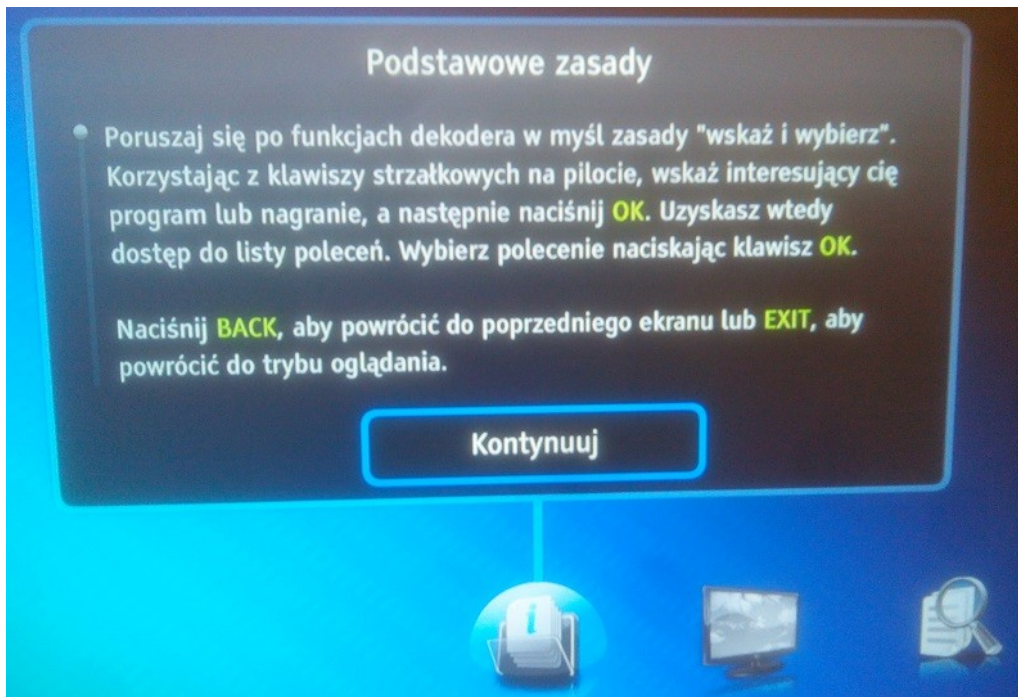 Podstawowe zasady
Poruszaj się po funkcjach dekodera w myśl zasady "wskaż i wybierz".
Korzystając z klawiszy strzałkowych na pilocie, wskaż interesujący cię
program lub nagranie, a następnie naciśnij OK. Uzyskasz wtedy
dostęp do listy poleceń. Wybierz polecenie naciskając klawisz OK.
Naciśnij BACK, aby powrócić do poprzedniego ekranu lub EXIT, aby
powrócić do trybu oglądania.
Kontynuuj
i